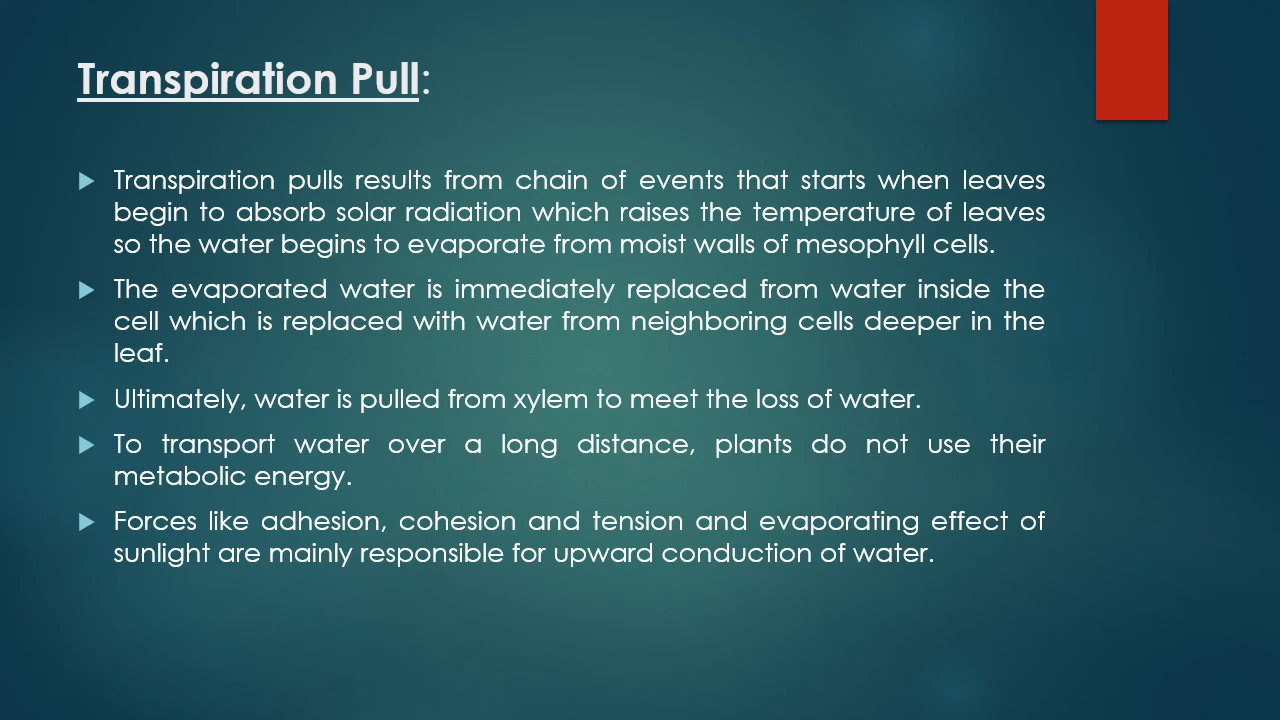 Transpiration Pull:
Transpiration pulls results from chain of events that starts when leaves
begin to absorb solar radiation which raises the temperature of leaves
so the water begins to evaporate from moist walls of mesophyll cells.
The evaporated water is immediately replaced from water inside the
cell which is replaced with water from neighboring cells deeper in the
leaf.
Ultimately, water is pulled from xylem to meet the loss of water.
To transport water over a long distance, plants do not use their
metabolic energy.
Forces like adhesion, cohesion and tension and evaporating effect of
sunlight are mainly responsible for upward conduction of water.